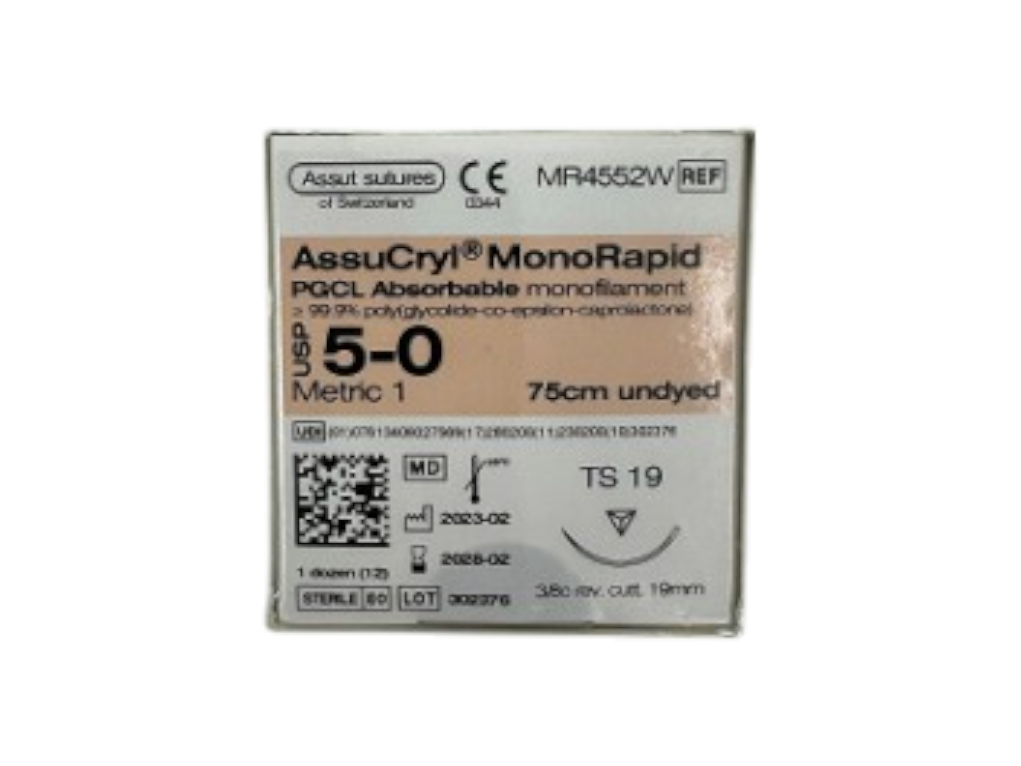 Assut sutures
of Switzerland
CE
0344
MR4552W REF
AssuCryl® MonoRapid
PGCL Absorbable monofilament
≥ 99.9% poly(glycolide-co-epsilon-caprolactone)
USP 5-0
Metric 1
75cm undyed
UDI
MD
TS 19
2023-02
2028-02
1 dozen (12)
STERILE EO LOT 302376
3/8c rev. cutt. 19mm